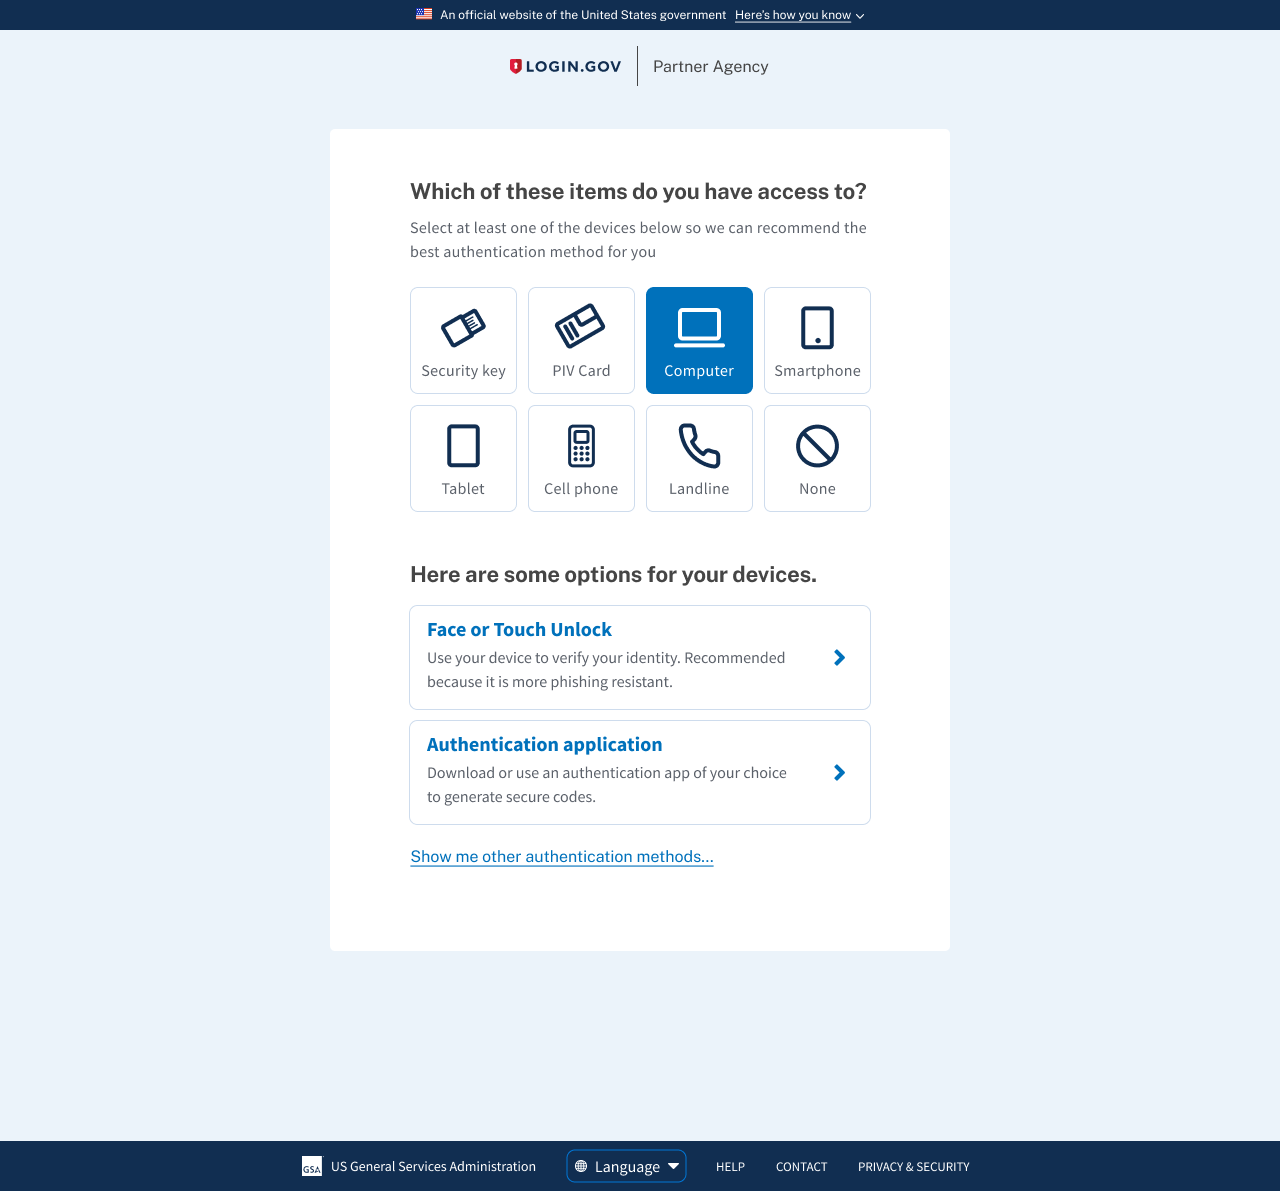 An official website of the United States government Here's how you know
LOGIN.GOV Partner Agency
Which of these items do you have access to?
Select at least one of the devices below so we can recommend the
best authentication method for you
Security key PIV Card Computer Smartphone
Tablet Cell phone Landline None
Here are some options for your devices.
Face or Touch Unlock
Use your device to verify your identity. Recommended
because it is more phishing resistant.
Authentication application
Download or use an authentication app of your choice
to generate secure codes.
Show me other authentication methods...
GSA US General Services Administration Language HELP CONTACT PRIVACY & SECURITY